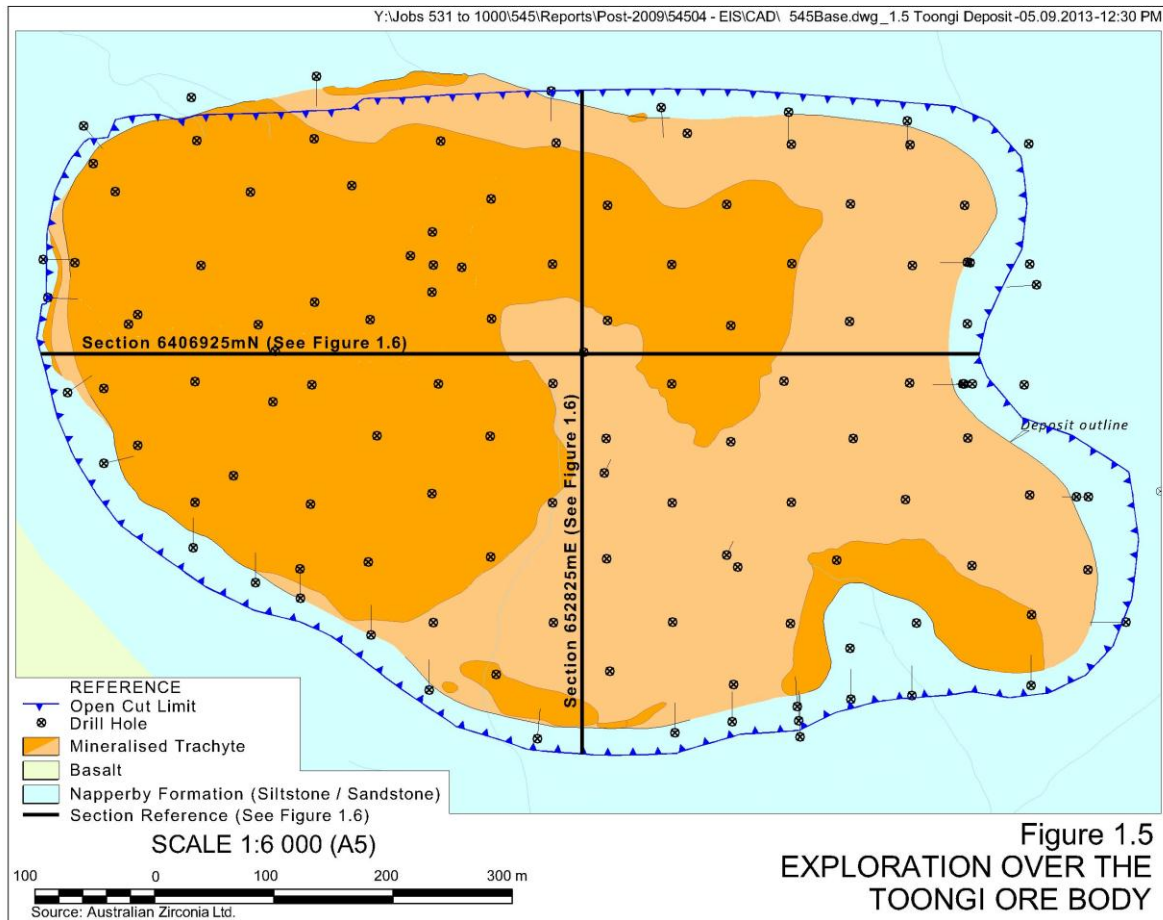 Y:\Jobs 531 to 1000\545\Reports\Post-2009\54504 - EIS\CAD\ 545Base.dwg_1.5 Toongi Deposit-05.09.2013-12:30 PM
Section 6406925mN (See Figure 1.6)
Section 652825mE (See Figure 1.6)
Deposit outline
REFERENCE
Open Cut Limit
Drill Hole
Mineralised Trachyte
Basalt
Napperby Formation (Siltstone / Sandstone)
Section Reference (See Figure 1.6)
SCALE 1:6 000 (A5)
100 0 100 200 300 m
Source: Australian Zirconia Ltd.
Figure 1.5
EXPLORATION OVER THE
TOONGI ORE BODY